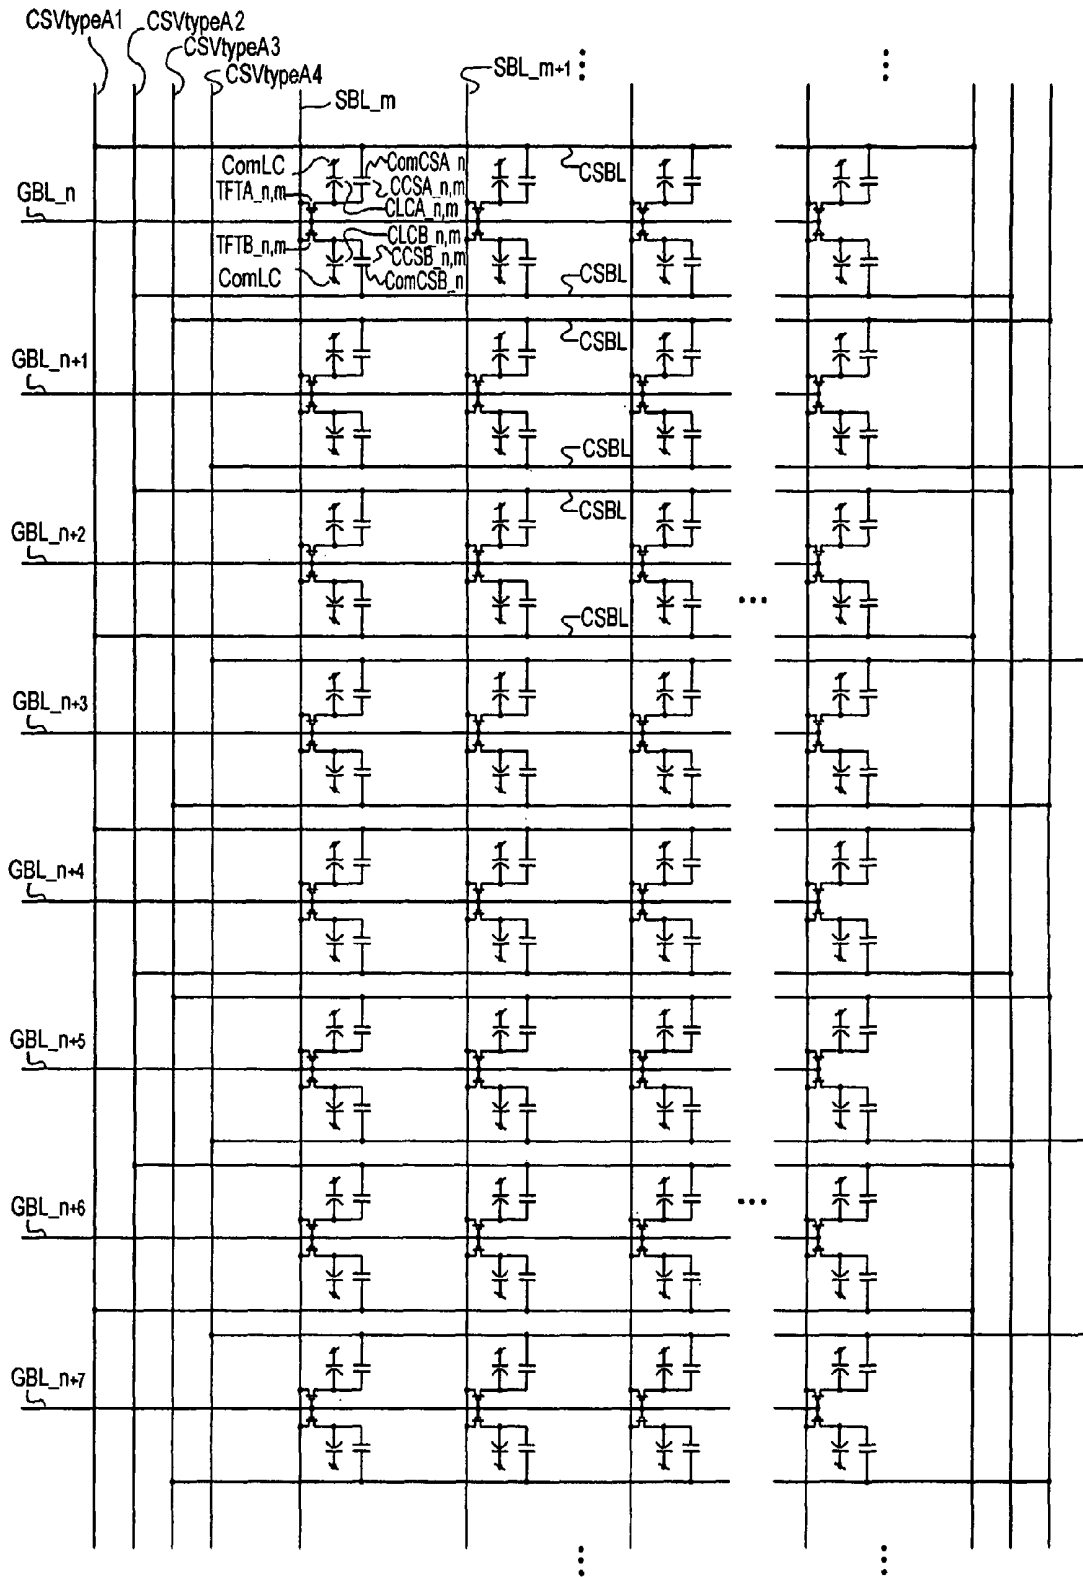 CSVtypeA1
CSVtypeA2
CSVtypeA3
CSVtypeA4
SBL_m
SBL_m+1
ComLC
ComCSA_n
CSBL
GBL_n
TFTA_n,m
CCSA_n,m
CLCA_n,m
TFTB_n,m
CLCB_n,m
CCSB_n,m
ComLC
ComCSB_n
CSBL
CSBL
GBL_n+1
CSBL
CSBL
GBL_n+2
CSBL
GBL_n+3
GBL_n+4
GBL_n+5
GBL_n+6
GBL_n+7